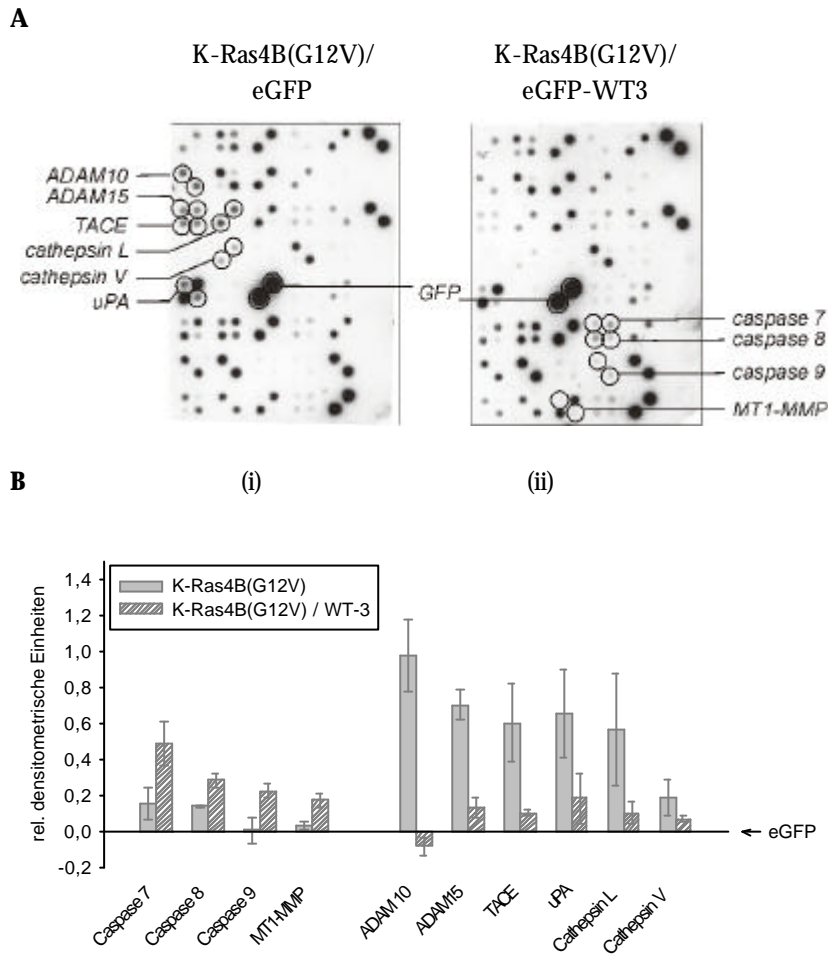 A
K-Ras4B(G12V)/
eGFP
K-Ras4B(G12V)/
eGFP-WT3
ADAM10
ADAM15
TACE
cathepsin L
cathepsin V
uPA
GFP
caspase 7
caspase 8
caspase 9
MT1-MMP
B
(i)
(ii)
rel. densitometrische Einheiten
1,4
1,2
1,0
0,8
0,6
0,4
0,2
0,0
-0,2
K-Ras4B(G12V)
K-Ras4B(G12V) / WT-3
eGFP
Caspase 7
Caspase 8
Caspase 9
MT1-MMP
ADAM 10
ADAM15
TACE
uPA
Cathepsin L
Cathepsin V